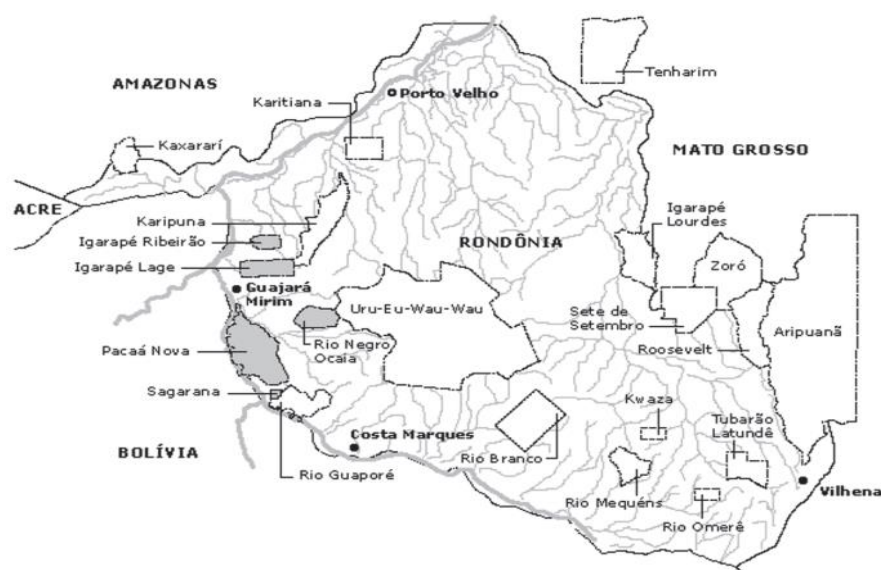 AMAZONAS
Porto Velho
Tenharim
Karitiana
Kaxararí
MATO GROSSO
ACRE
Karipuna
Igarapé
Lourdes
Igarapé Ribeirão
RONDÔNIA
Igarapé Lage
Zoró
Guajará
Mirim
Uru-Eu-Wau-Wau
Sete de
Setembro
Aripuanã
Pacaá Nova
Rio Negro
Ocaia
Roosevelt
Sagarana
Kwaza
Tubarão
Latundê
BOLÍVIA
Costa Marques
Rio Branco
Rio Guaporé
Vilhena
Rio Mequéns
Rio Omerê